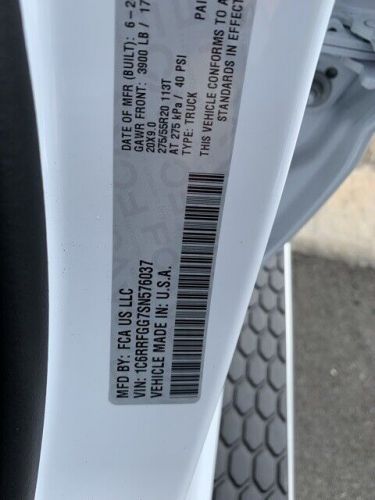 MFD BY: FCA US LLC
DATE OF MFR (BUILT): 6-2
GAWR FRONT: 3900 LB / 17
20X9.0
275/55R20 113T
AT 275 kPa / 40 PSI
TYPE: TRUCK
THIS VEHICLE CONFORMS TO A
STANDARDS IN EFFECT
VIN: 1C6RRFGG7SN576037
VEHICLE MADE IN: U.S.A.